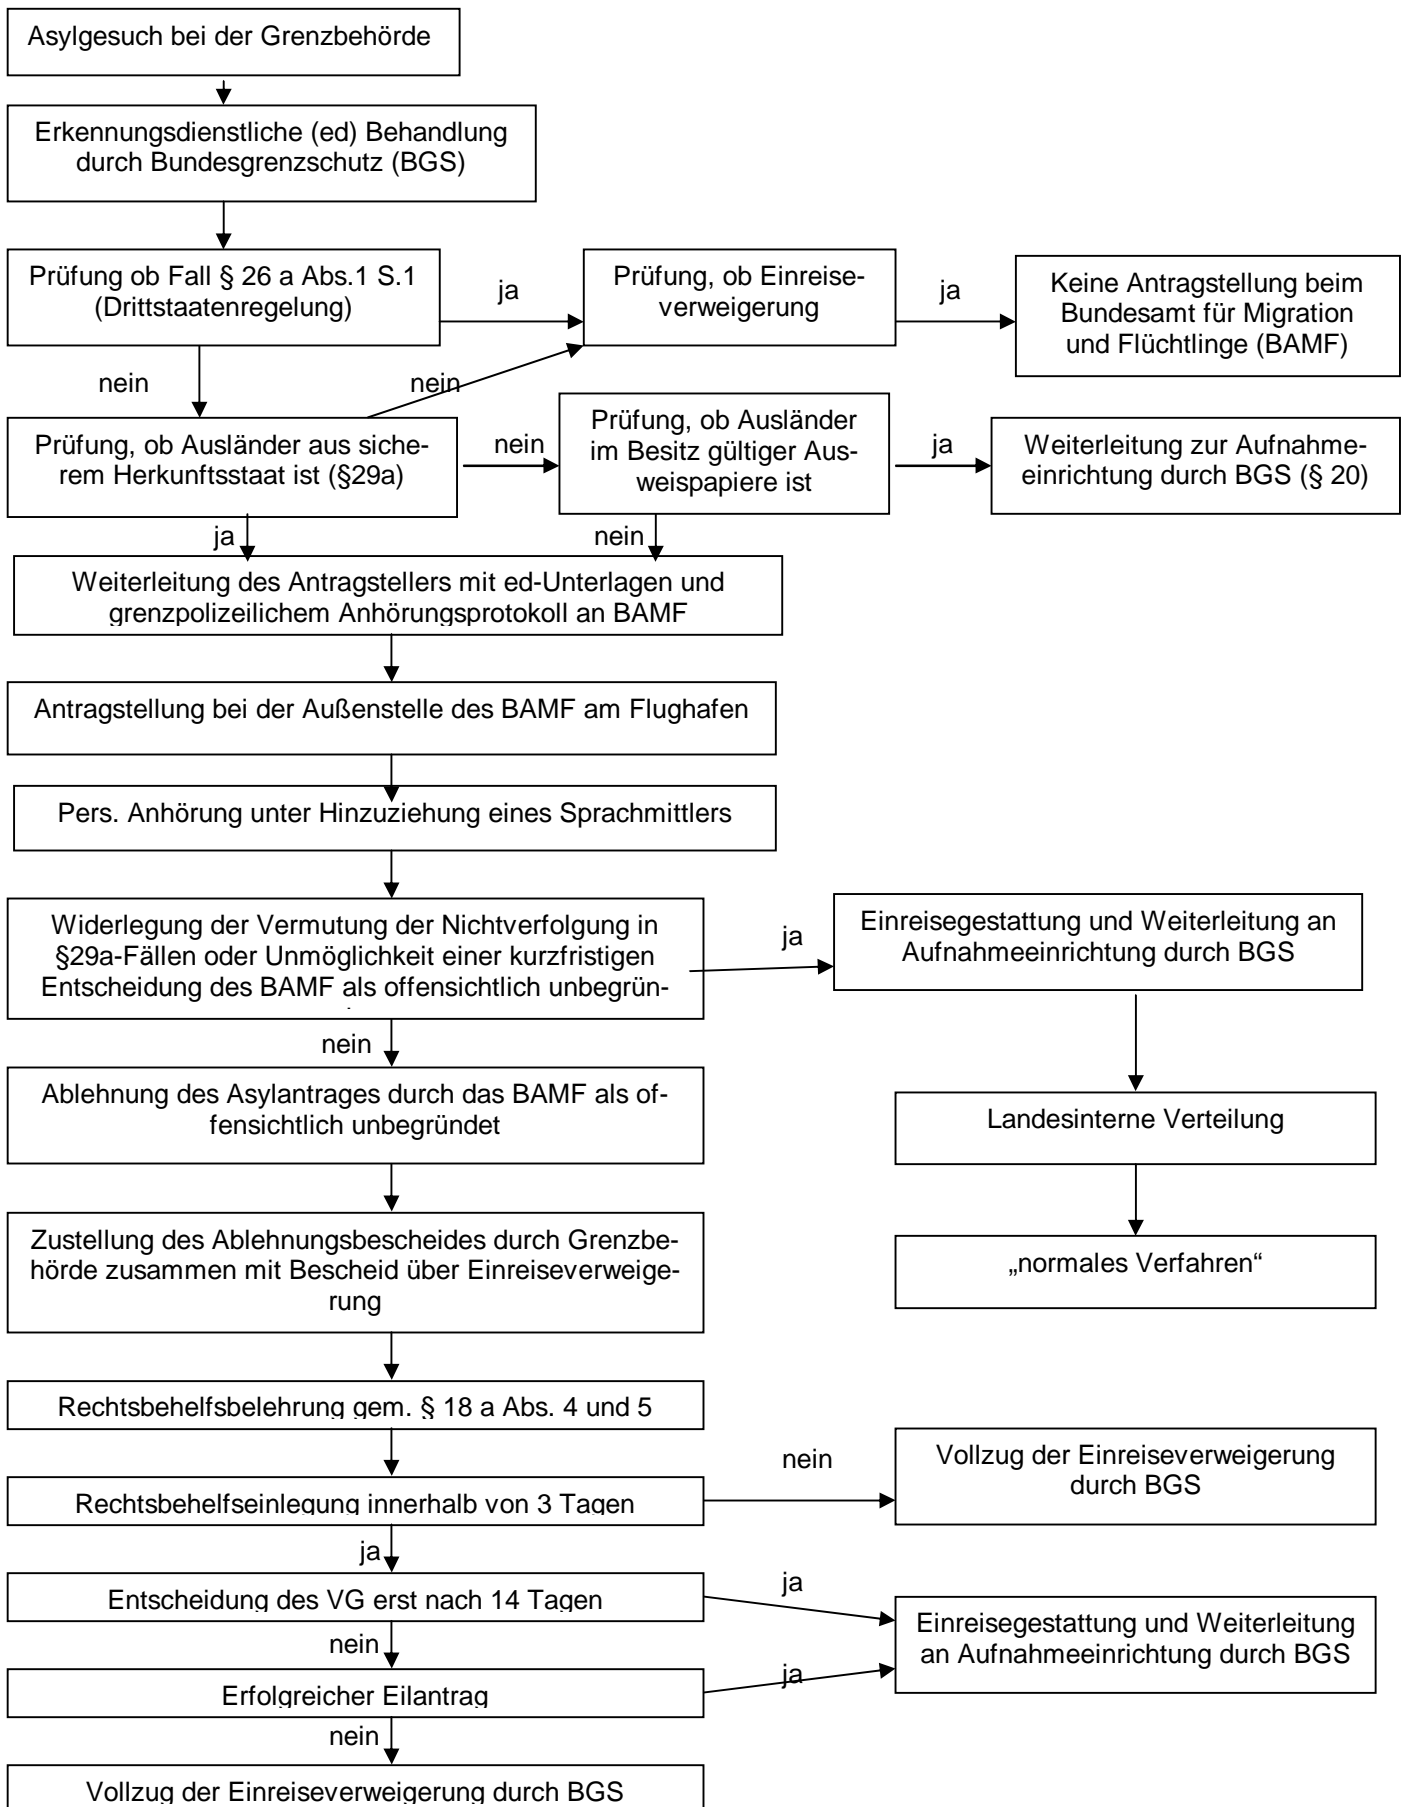 Asylgesuch bei der Grenzbehörde
Erkennungsdienstliche (ed) Behandlung
durch Bundesgrenzschutz (BGS)
Prüfung ob Fall § 26 a Abs.1 S.1
(Drittstaatenregelung)
ja
Prüfung, ob Einreise-
verweigerung
ja
Keine Antragstellung beim
Bundesamt für Migration
und Flüchtlinge (BAMF)
nein
nein
Prüfung, ob Ausländer aus siche-
rem Herkunftsstaat ist (§29a)
nein
Prüfung, ob Ausländer
im Besitz gültiger Aus-
weispapiere ist
ja
Weiterleitung zur Aufnahme-
einrichtung durch BGS (§ 20)
ja
nein
Weiterleitung des Antragstellers mit ed-Unterlagen und
grenzpolizeilichem Anhörungsprotokoll an BAMF
Antragstellung bei der Außenstelle des BAMF am Flughafen
Pers. Anhörung unter Hinzuziehung eines Sprachmittlers
Widerlegung der Vermutung der Nichtverfolgung in
§29a-Fällen oder Unmöglichkeit einer kurzfristigen
Entscheidung des BAMF als offensichtlich unbegrün-
ja
Einreisegestattung und Weiterleitung an
Aufnahmeeinrichtung durch BGS
nein
Ablehnung des Asylantrages durch das BAMF als of-
fensichtlich unbegründet
Landesinterne Verteilung
Zustellung des Ablehnungsbescheides durch Grenzbe-
hörde zusammen mit Bescheid über Einreiseverweige-
rung
„normales Verfahren“
Rechtsbehelfsbelehrung gem. § 18 a Abs. 4 und 5
Rechtsbehelfseinlegung innerhalb von 3 Tagen
nein
Vollzug der Einreiseverweigerung
durch BGS
ja
Entscheidung des VG erst nach 14 Tagen
ja
Einreisegestattung und Weiterleitung
an Aufnahmeeinrichtung durch BGS
nein
Erfolgreicher Eilantrag
ja
nein
Vollzug der Einreiseverweigerung durch BGS